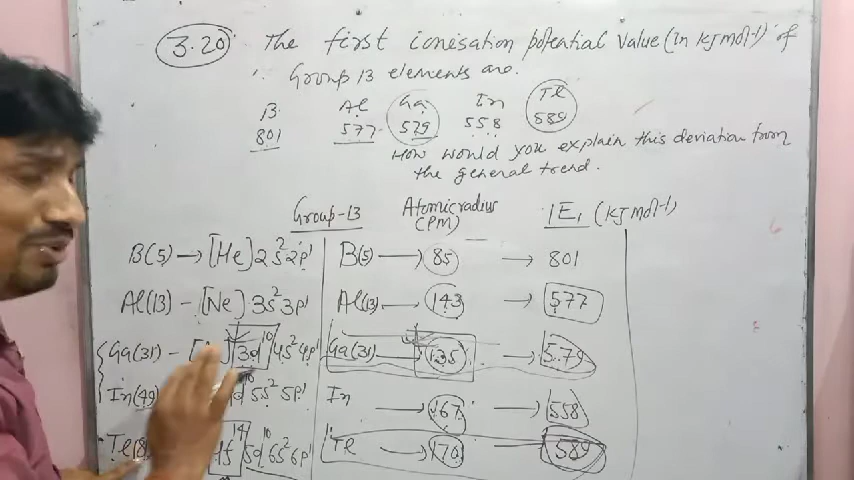 3.20 The first ionisation potential value (in KJ mol⁻¹) of
Group 13 elements are.
B Al Ga In Tl
801 577 579 558 589
How would you explain this deviation from
the general trend.
Group-13 Atomic radius IE₁ (KJ mol⁻¹)
(PM)
B(5) → [He] 2s² 2p¹ B(5) → 85 → 801
Al(13) - [Ne] 3s² 3p¹ Al(13) → 143 → 577
Ga(31) - 3d¹⁰ 4s² 4p¹ Ga(31) → 135 → 579
In(49) 5s² 5p¹ In → 167 → 558
4f¹⁴ 5d¹⁰ 6s² 6p¹ Tl → 170 → 589